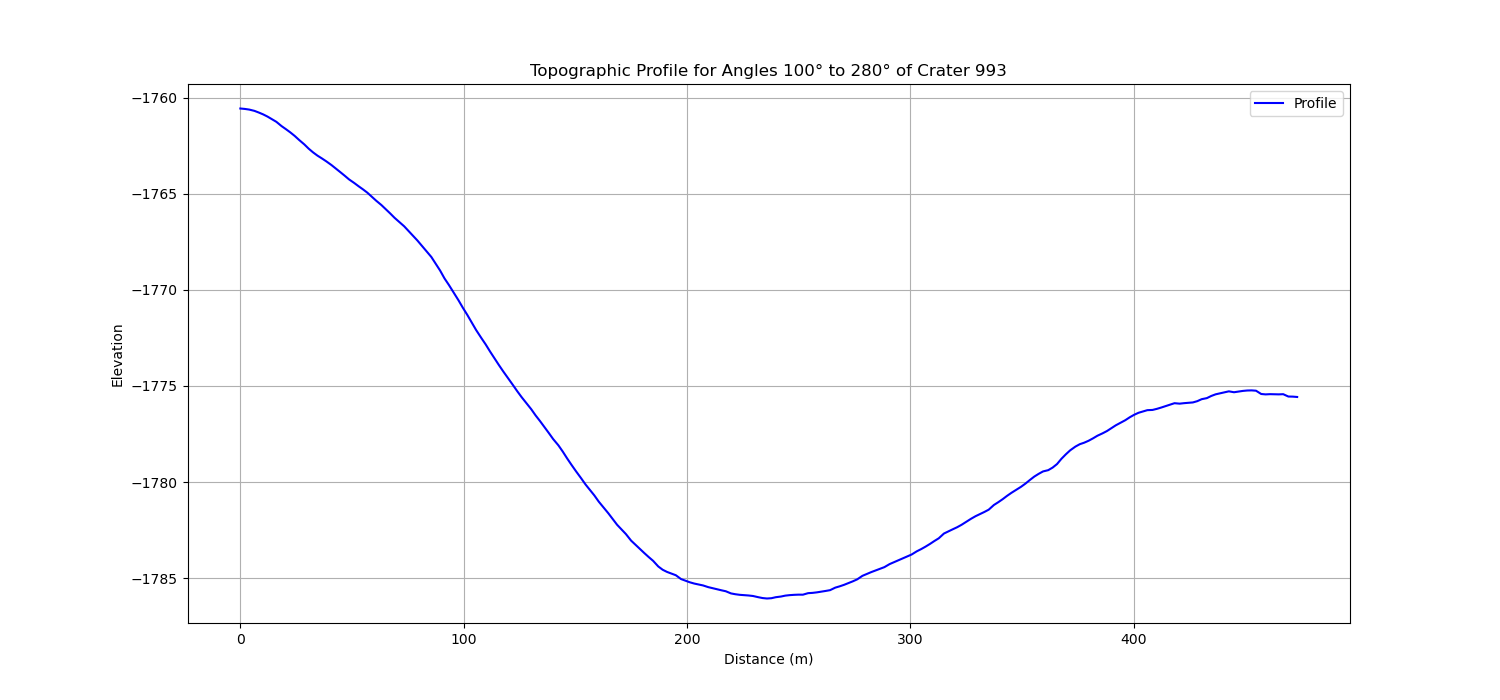 Topographic Profile for Angles 100° to 280° of Crater 993
Profile
−1760
−1765
−1770
−1775
−1780
−1785
Elevation
0 100 200 300 400
Distance (m)